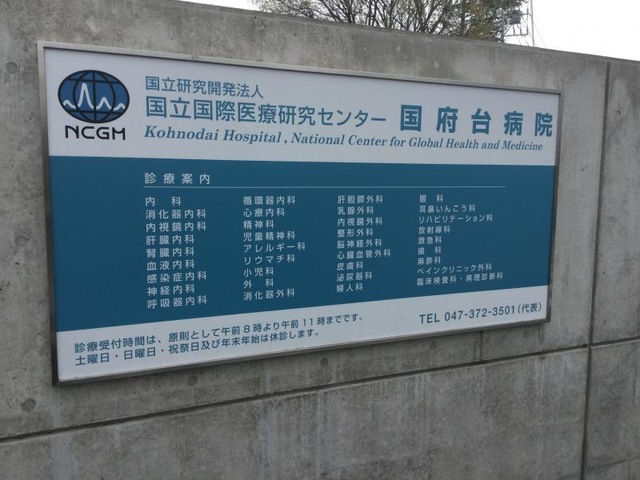 NCGM
国立研究開発法人
国立国際医療研究センター 国府台病院
Kohnodai Hospital, National Center for Global Health and Medicine
診療案内
内科
消化器内科
内視鏡内科
肝臓内科
腎臓内科
血液内科
感染症内科
神経内科
呼吸器内科
循環器内科
心療内科
精神科
児童精神科
アレルギー科
リウマチ科
小児科
外科
消化器外科
肝胆膵外科
乳腺外科
内視鏡外科
整形外科
脳神経外科
心臓血管外科
皮膚科
泌尿器科
婦人科
眼科
耳鼻いんこう科
リハビリテーション科
放射線科
救急科
歯科
麻酔科
ペインクリニック外科
臨床検査科・病理診断科
診療受付時間は、原則として午前8時より午前11時までです。
土曜日・日曜日・祝祭日及び年末年始は休診します。
TEL 047-372-3501(代表)